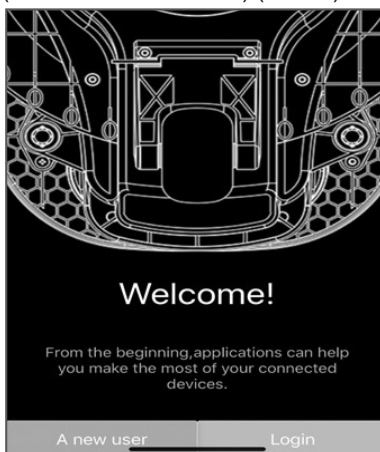 Welcome!
From the beginning,applications can help
you make the most of your connected
devices.
A new user
Login